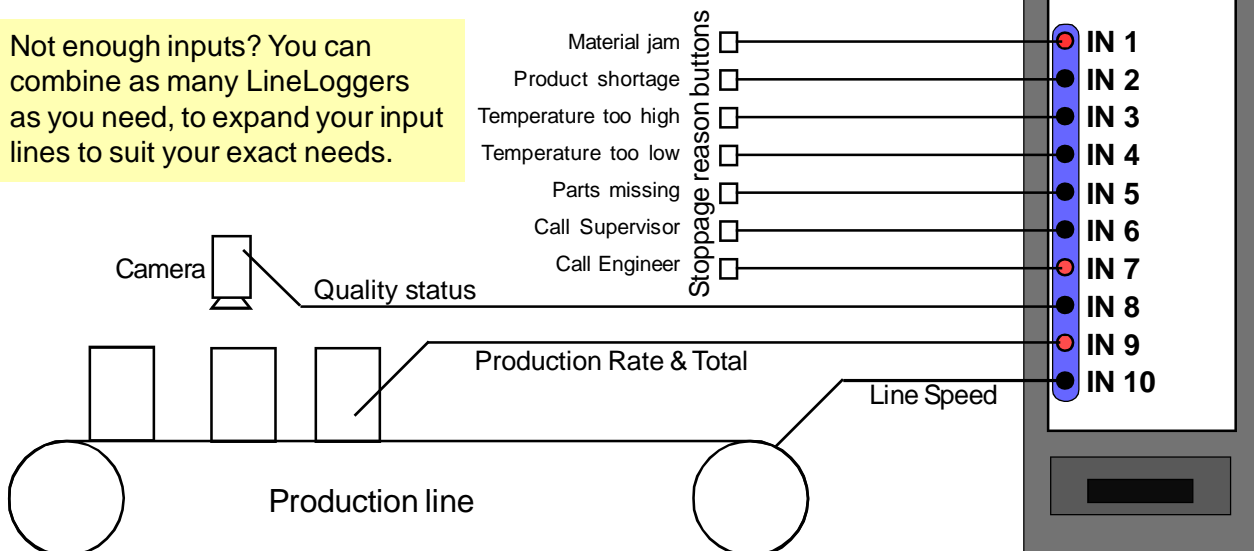 Not enough inputs? You can
combine as many LineLoggers
as you need, to expand your input
lines to suit your exact needs.
Material jam
Product shortage
Temperature too high
Temperature too low
Parts missing
Call Supervisor
Call Engineer
Stoppage reason buttons
IN 1
IN 2
IN 3
IN 4
IN 5
IN 6
IN 7
IN 8
IN 9
IN 10
Camera
Quality status
Production Rate & Total
Line Speed
Production line